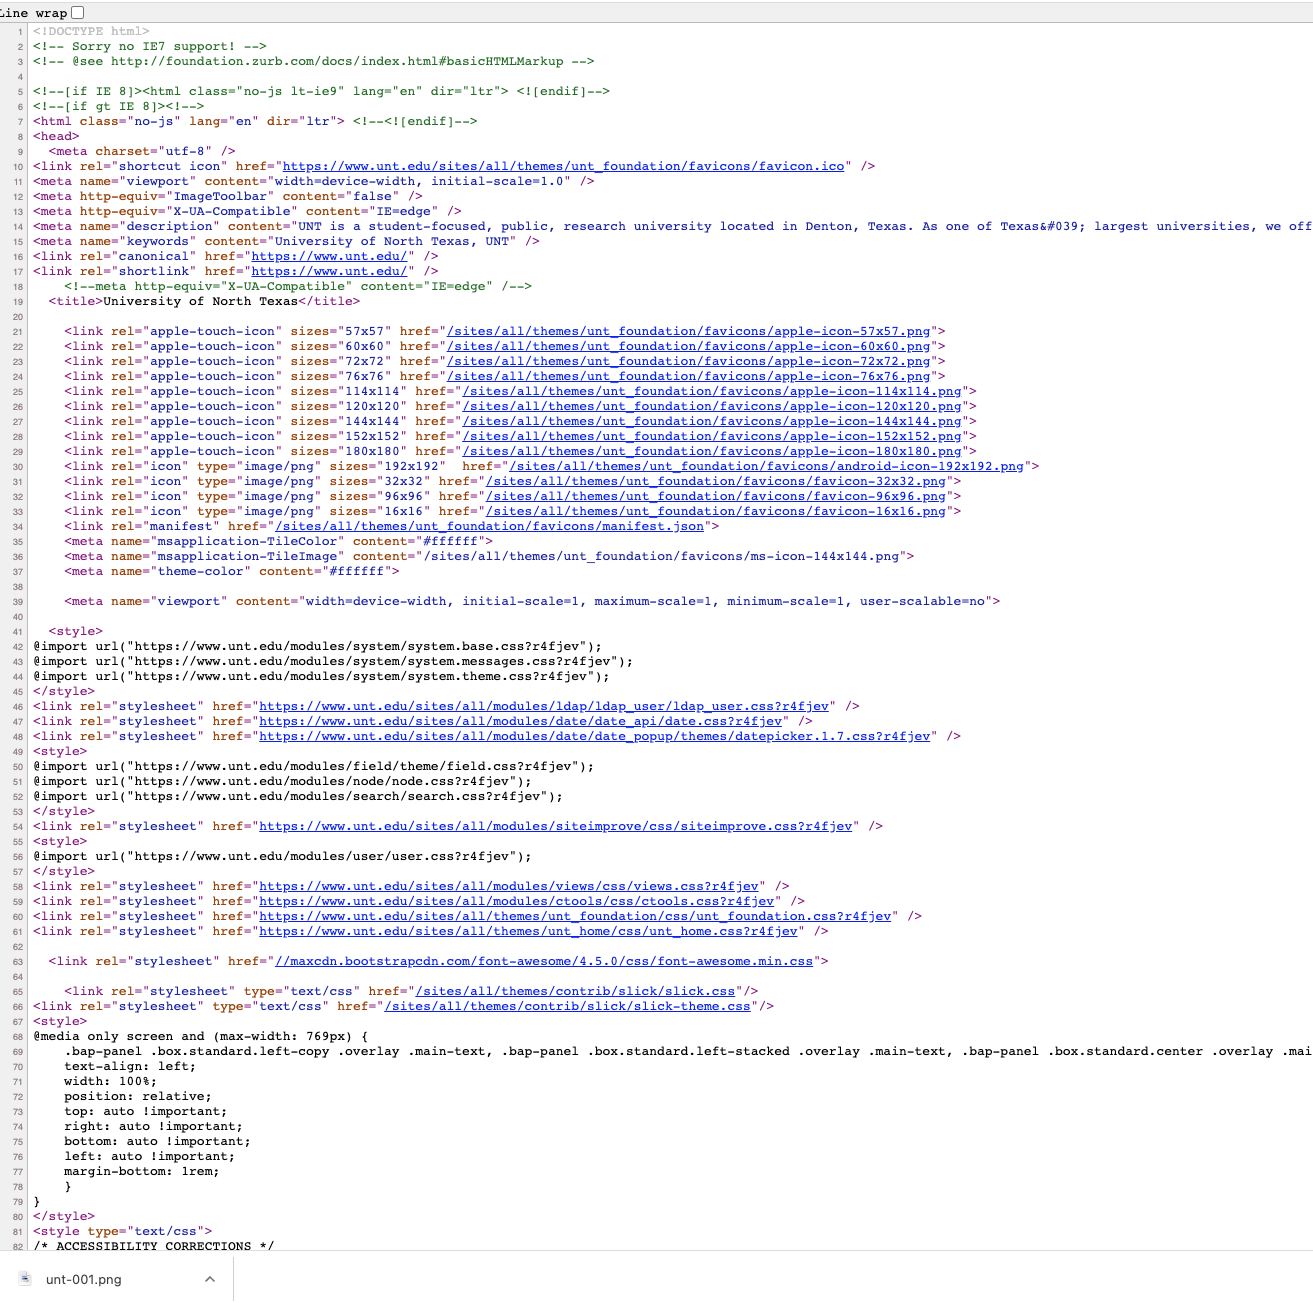 Line wrap
1 <!DOCTYPE html>
2 <!-- Sorry no IE7 support! -->
3 <!-- @see http://foundation.zurb.com/docs/index.html#basicHTMLMarkup -->
4
5 <!--[if IE 8]><html class="no-js lt-ie9" lang="en" dir="ltr"> <![endif]-->
6 <!--[if gt IE 8]><!-->
7 <html class="no-js" lang="en" dir="ltr"> <!--<![endif]-->
8 <head>
9   <meta charset="utf-8" />
10 <link rel="shortcut icon" href="https://www.unt.edu/sites/all/themes/unt_foundation/favicons/favicon.ico" />
11 <meta name="viewport" content="width=device-width, initial-scale=1.0" />
12 <meta http-equiv="ImageToolbar" content="false" />
13 <meta http-equiv="X-UA-Compatible" content="IE=edge" />
14 <meta name="description" content="UNT is a student-focused, public, research university located in Denton, Texas. As one of Texas&#039; largest universities, we off
15 <meta name="keywords" content="University of North Texas, UNT" />
16 <link rel="canonical" href="https://www.unt.edu/" />
17 <link rel="shortlink" href="https://www.unt.edu/" />
18     <!--meta http-equiv="X-UA-Compatible" content="IE=edge" /-->
19   <title>University of North Texas</title>
20
21     <link rel="apple-touch-icon" sizes="57x57" href="/sites/all/themes/unt_foundation/favicons/apple-icon-57x57.png">
22     <link rel="apple-touch-icon" sizes="60x60" href="/sites/all/themes/unt_foundation/favicons/apple-icon-60x60.png">
23     <link rel="apple-touch-icon" sizes="72x72" href="/sites/all/themes/unt_foundation/favicons/apple-icon-72x72.png">
24     <link rel="apple-touch-icon" sizes="76x76" href="/sites/all/themes/unt_foundation/favicons/apple-icon-76x76.png">
25     <link rel="apple-touch-icon" sizes="114x114" href="/sites/all/themes/unt_foundation/favicons/apple-icon-114x114.png">
26     <link rel="apple-touch-icon" sizes="120x120" href="/sites/all/themes/unt_foundation/favicons/apple-icon-120x120.png">
27     <link rel="apple-touch-icon" sizes="144x144" href="/sites/all/themes/unt_foundation/favicons/apple-icon-144x144.png">
28     <link rel="apple-touch-icon" sizes="152x152" href="/sites/all/themes/unt_foundation/favicons/apple-icon-152x152.png">
29     <link rel="apple-touch-icon" sizes="180x180" href="/sites/all/themes/unt_foundation/favicons/apple-icon-180x180.png">
30     <link rel="icon" type="image/png" sizes="192x192"  href="/sites/all/themes/unt_foundation/favicons/android-icon-192x192.png">
31     <link rel="icon" type="image/png" sizes="32x32" href="/sites/all/themes/unt_foundation/favicons/favicon-32x32.png">
32     <link rel="icon" type="image/png" sizes="96x96" href="/sites/all/themes/unt_foundation/favicons/favicon-96x96.png">
33     <link rel="icon" type="image/png" sizes="16x16" href="/sites/all/themes/unt_foundation/favicons/favicon-16x16.png">
34     <link rel="manifest" href="/sites/all/themes/unt_foundation/favicons/manifest.json">
35     <meta name="msapplication-TileColor" content="#ffffff">
36     <meta name="msapplication-TileImage" content="/sites/all/themes/unt_foundation/favicons/ms-icon-144x144.png">
37     <meta name="theme-color" content="#ffffff">
38
39     <meta name="viewport" content="width=device-width, initial-scale=1, maximum-scale=1, minimum-scale=1, user-scalable=no">
40
41   <style>
42 @import url("https://www.unt.edu/modules/system/system.base.css?r4fjev");
43 @import url("https://www.unt.edu/modules/system/system.messages.css?r4fjev");
44 @import url("https://www.unt.edu/modules/system/system.theme.css?r4fjev");
45 </style>
46 <link rel="stylesheet" href="https://www.unt.edu/sites/all/modules/ldap/ldap_user/ldap_user.css?r4fjev" />
47 <link rel="stylesheet" href="https://www.unt.edu/sites/all/modules/date/date_api/date.css?r4fjev" />
48 <link rel="stylesheet" href="https://www.unt.edu/sites/all/modules/date/date_popup/themes/datepicker.1.7.css?r4fjev" />
49 <style>
50 @import url("https://www.unt.edu/modules/field/theme/field.css?r4fjev");
51 @import url("https://www.unt.edu/modules/node/node.css?r4fjev");
52 @import url("https://www.unt.edu/modules/search/search.css?r4fjev");
53 </style>
54 <link rel="stylesheet" href="https://www.unt.edu/sites/all/modules/siteimprove/css/siteimprove.css?r4fjev" />
55 <style>
56 @import url("https://www.unt.edu/modules/user/user.css?r4fjev");
57 </style>
58 <link rel="stylesheet" href="https://www.unt.edu/sites/all/modules/views/css/views.css?r4fjev" />
59 <link rel="stylesheet" href="https://www.unt.edu/sites/all/modules/ctools/css/ctools.css?r4fjev" />
60 <link rel="stylesheet" href="https://www.unt.edu/sites/all/themes/unt_foundation/css/unt_foundation.css?r4fjev" />
61 <link rel="stylesheet" href="https://www.unt.edu/sites/all/themes/unt_home/css/unt_home.css?r4fjev" />
62
63   <link rel="stylesheet" href="//maxcdn.bootstrapcdn.com/font-awesome/4.5.0/css/font-awesome.min.css">
64
65     <link rel="stylesheet" type="text/css" href="/sites/all/themes/contrib/slick/slick.css"/>
66 <link rel="stylesheet" type="text/css" href="/sites/all/themes/contrib/slick/slick-theme.css"/>
67 <style>
68 @media only screen and (max-width: 769px) {
69     .bap-panel .box.standard.left-copy .overlay .main-text, .bap-panel .box.standard.left-stacked .overlay .main-text, .bap-panel .box.standard.center .overlay .mai
70     text-align: left;
71     width: 100%;
72     position: relative;
73     top: auto !important;
74     right: auto !important;
75     bottom: auto !important;
76     left: auto !important;
77     margin-bottom: 1rem;
78     }
79 }
80 </style>
81 <style type="text/css">
82 /* ACCESSIBILITY CORRECTIONS */
unt-001.png